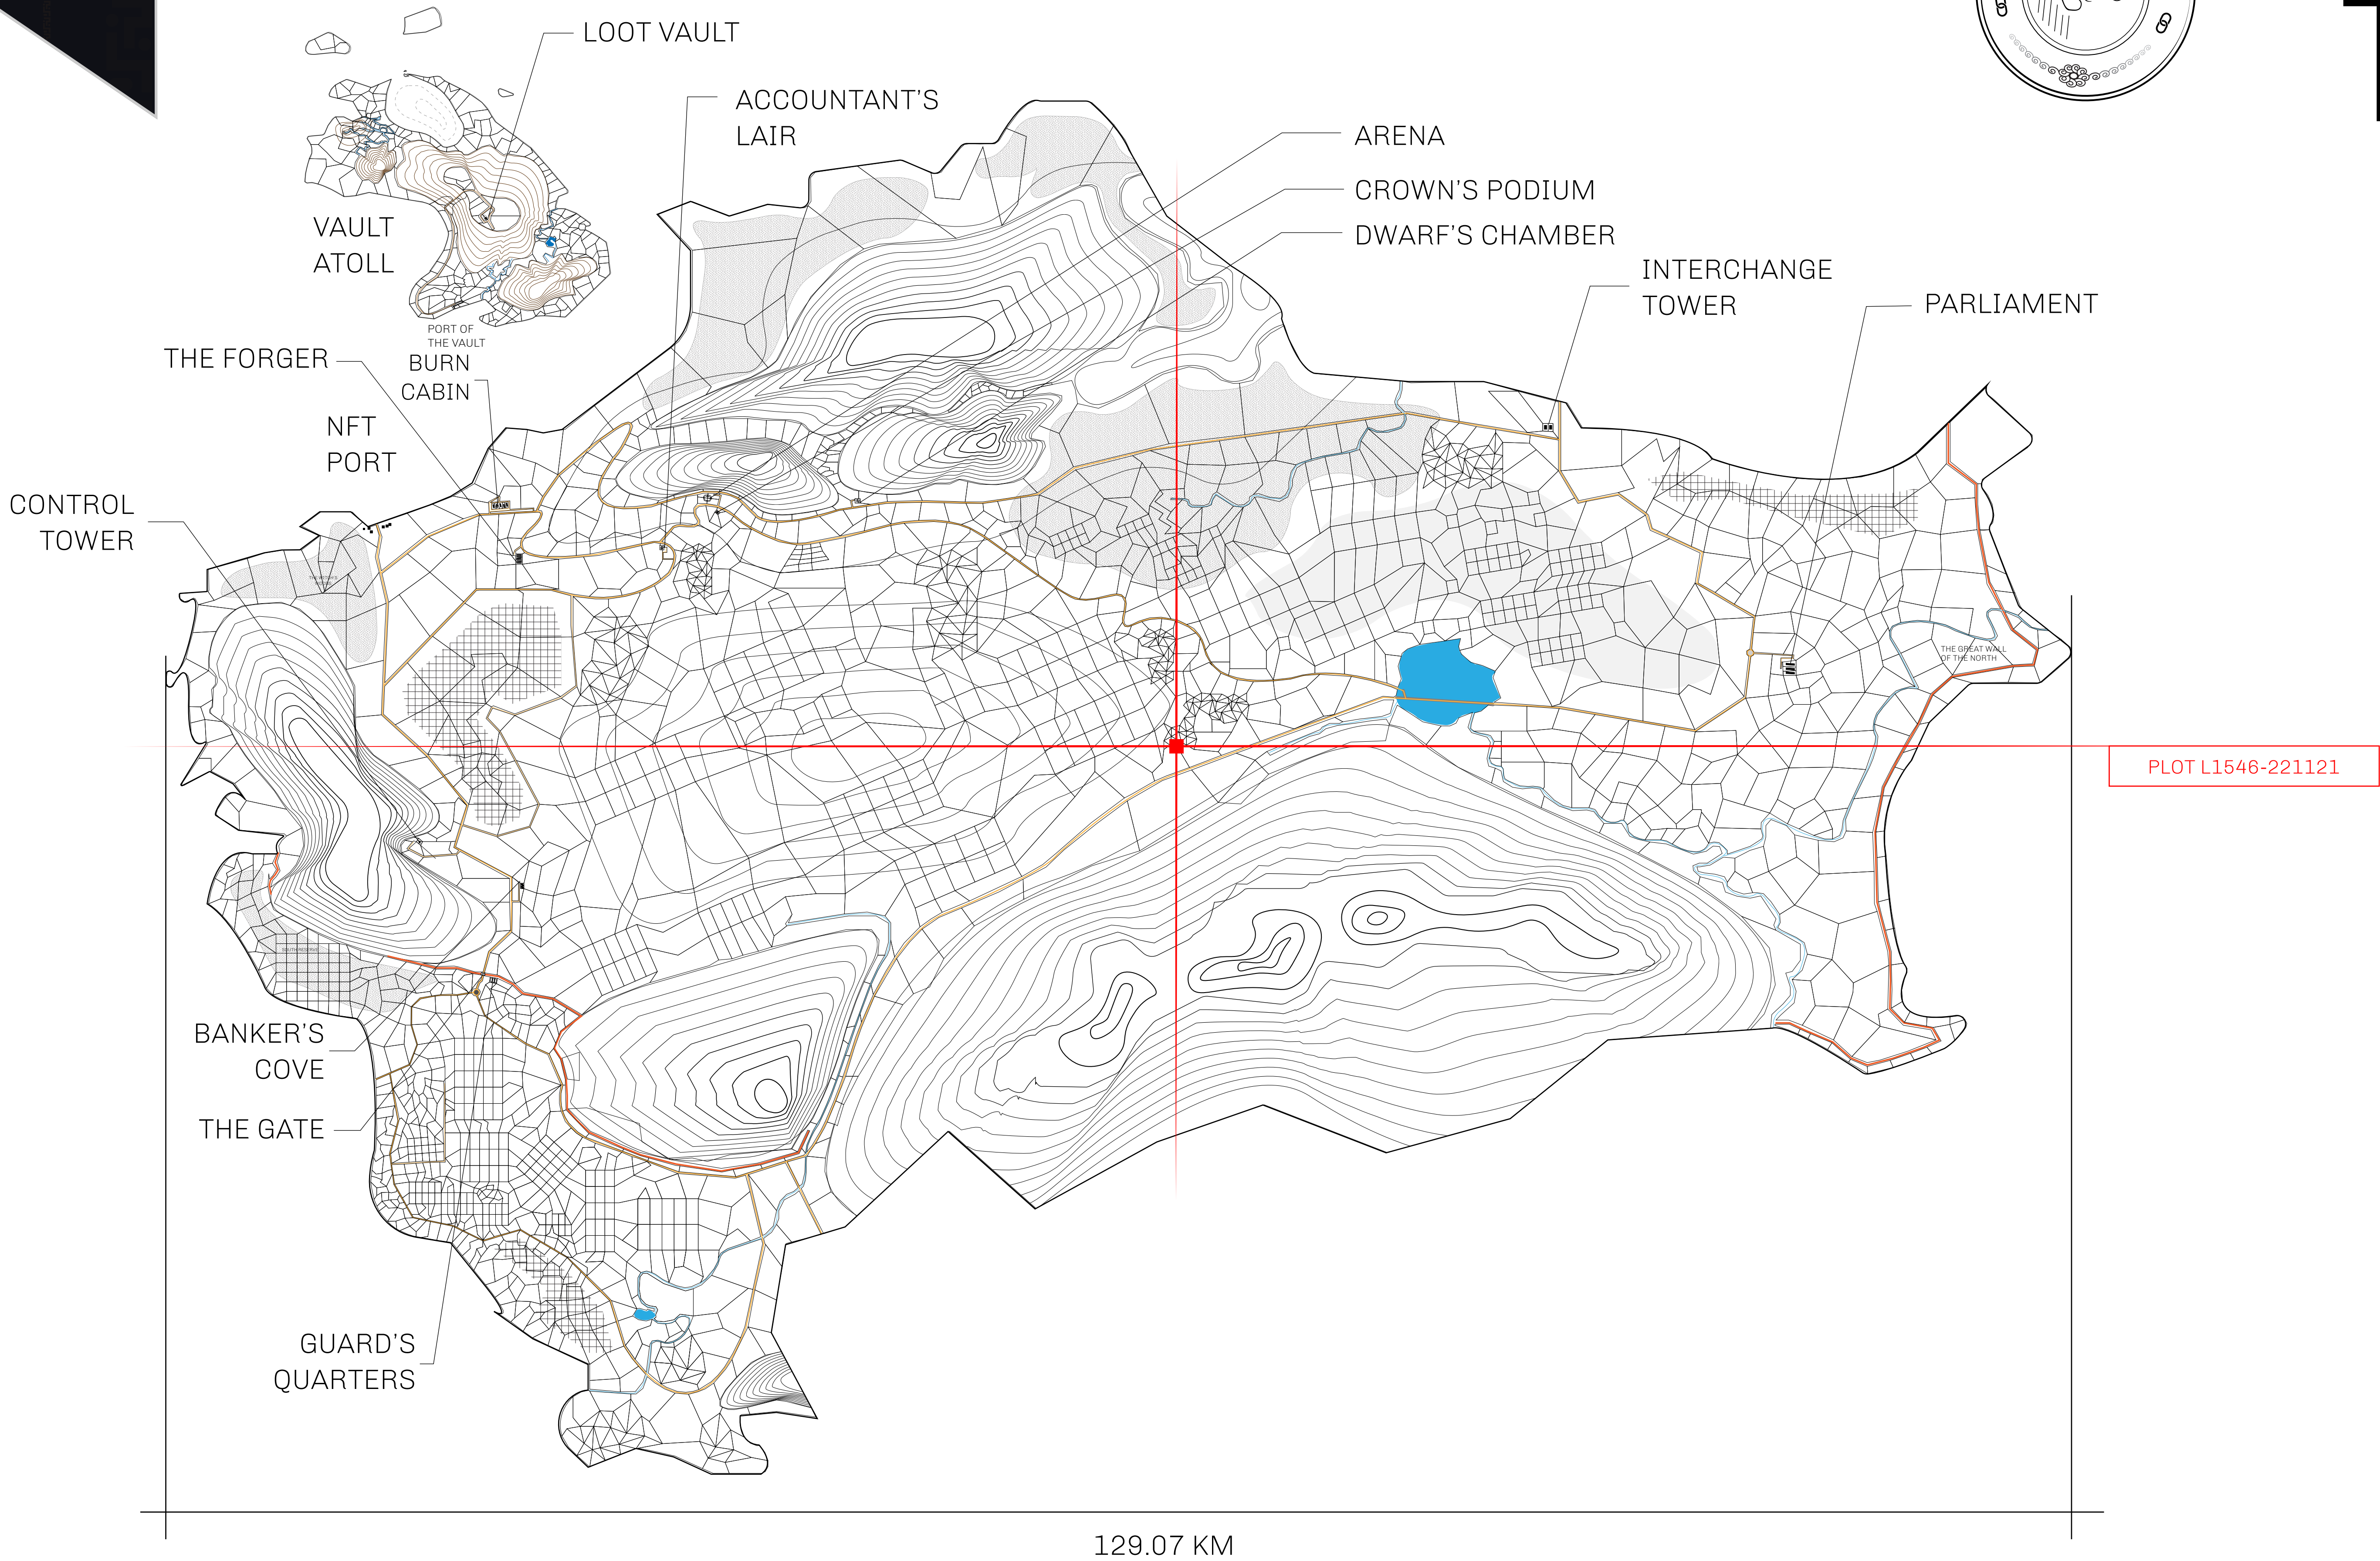 LOOT VAULT
ACCOUNTANT'S
LAIR
ARENA
CROWN'S PODIUM
DWARF'S CHAMBER
INTERCHANGE
TOWER
PARLIAMENT
VAULT
ATOLL
PORT OF
THE VAULT
THE FORGER
BURN
CABIN
NFT
PORT
CONTROL
TOWER
THE GREAT WALL
OF THE NORTH
PLOT L1546-221121
SOUTH RESERVE
BANKER'S
COVE
THE GATE
GUARD'S
QUARTERS
129.07 KM